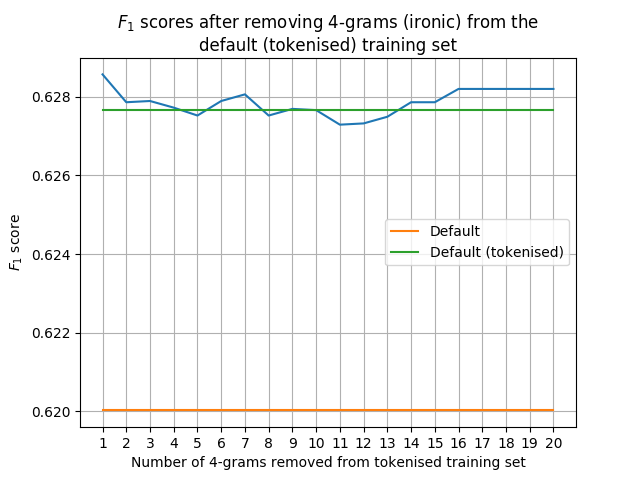 F1 scores after removing 4-grams (ironic) from the
default (tokenised) training set
F1 score
0.628
0.626
0.624
0.622
0.620
Default
Default (tokenised)
1 2 3 4 5 6 7 8 9 10 11 12 13 14 15 16 17 18 19 20
Number of 4-grams removed from tokenised training set